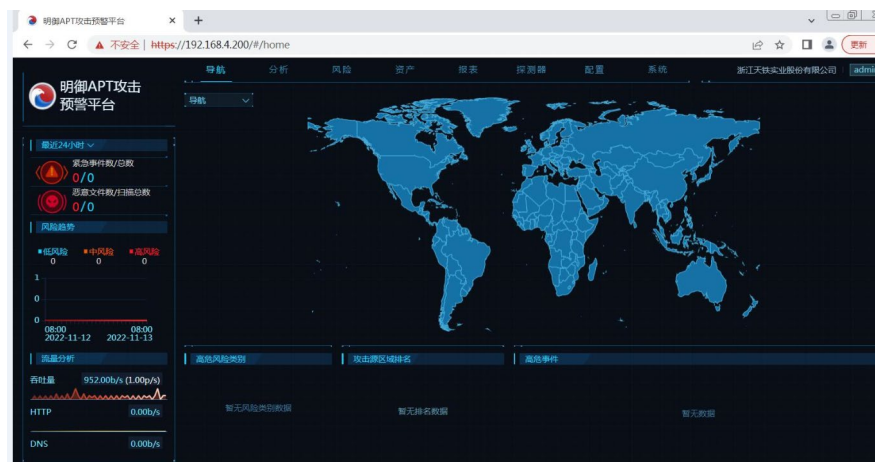 明御APT攻击预警平台
不安全 https://192.168.4.200/#/home
更新
明御APT攻击
预警平台
导航 分析 风险 资产 报表 探测器 配置 系统
浙江天铁实业股份有限公司 admin
导航
最近24小时
紧急事件数/总数
0/0
恶意文件数/扫描总数
0/0
风险趋势
低风险 中风险 高风险
0 0 0
1
0
0
08:00 08:00
2022-11-12 2022-11-13
流量分析
吞吐量 952.00b/s (1.00p/s)
HTTP 0.00b/s
DNS 0.00b/s
高危风险类别 攻击源区域排名 高危事件
暂无风险类别数据 暂无排名数据 暂无数据